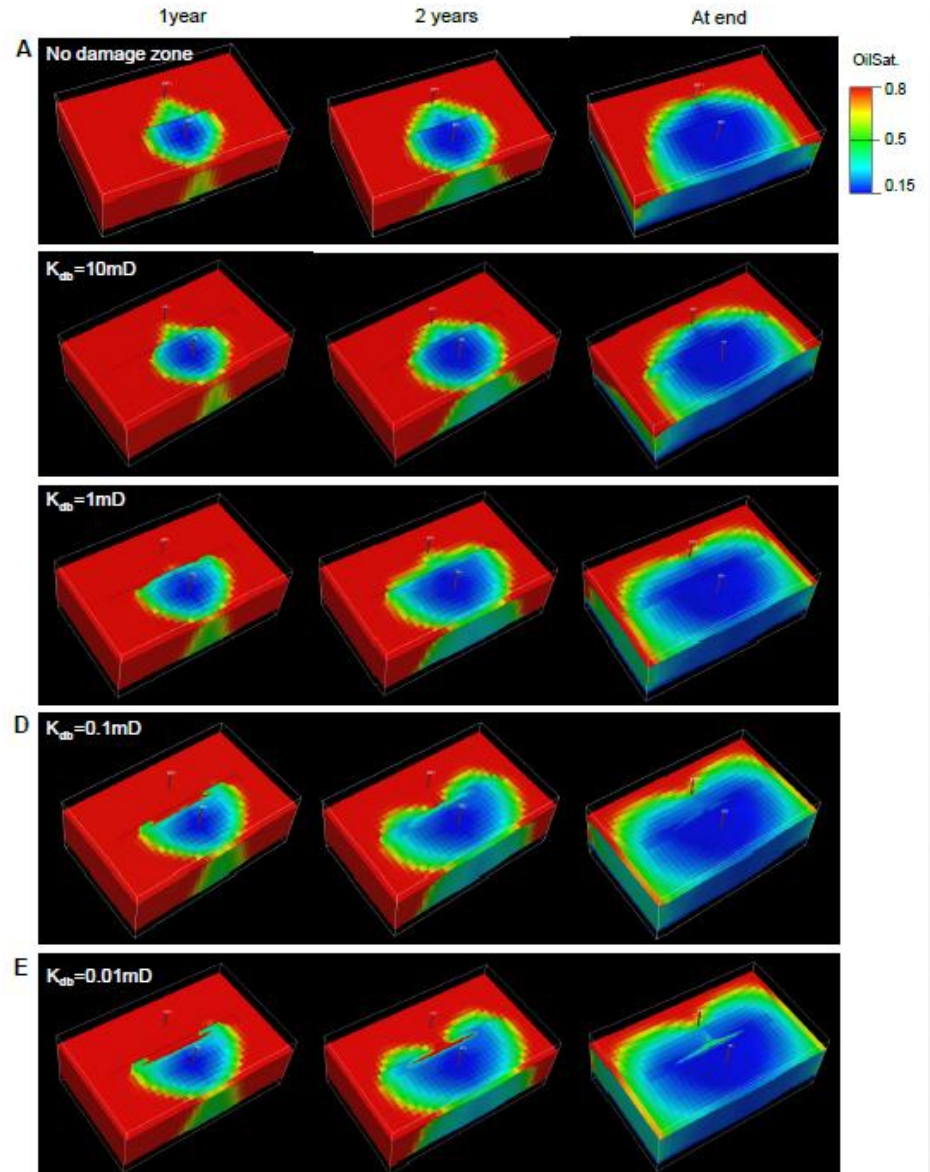 1year 2 years At end
A No damage zone
OilSat.
0.8
0.5
0.15
K_db=10mD
K_db=1mD
D K_db=0.1mD
E K_db=0.01mD